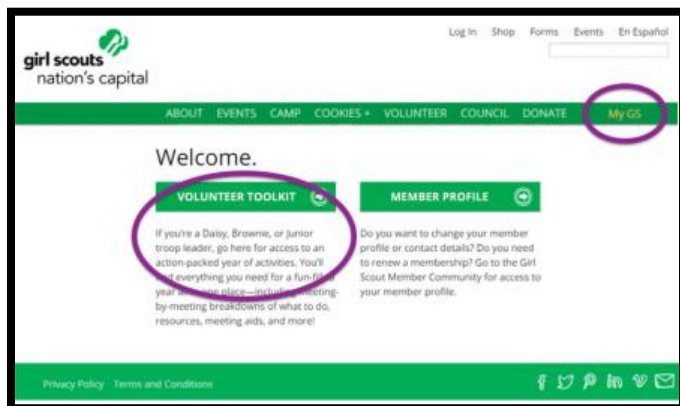 Log In Shop Forms Events En Español
girl scouts
nation's capital
ABOUT EVENTS CAMP COOKIES + VOLUNTEER COUNCIL DONATE My GS
Welcome.
VOLUNTEER TOOLKIT
If you're a Daisy, Brownie, or Junior
troop leader, go here for access to an
action-packed year of activities. You'll
find everything you need for a fun-filled
year all in one place—including meeting-
by-meeting breakdowns of what to do,
resources, meeting aids, and more!
MEMBER PROFILE
Do you want to change your member
profile or contact details? Do you need
to renew a membership? Go to the Girl
Scout Member Community for access to
your member profile.
Privacy Policy Terms and Conditions